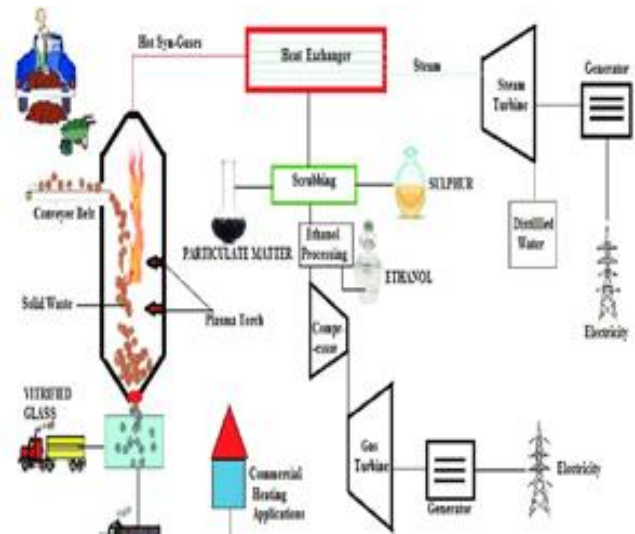 Hot Syn-Gases
Heat Exchanger
Steam
Steam
Turbine
Generator
Conveyor Belt
Scrubbing
SULPHUR
PARTICULATE MATTER
Ethanol
Processing
ETHANOL
Distillied
Water
Electricity
Solid Waste
Plasma Torch
Compr
-essor
VITRIFIED
GLASS
Gas
Turbine
Commercial
Heating
Applications
Generator
Electricity